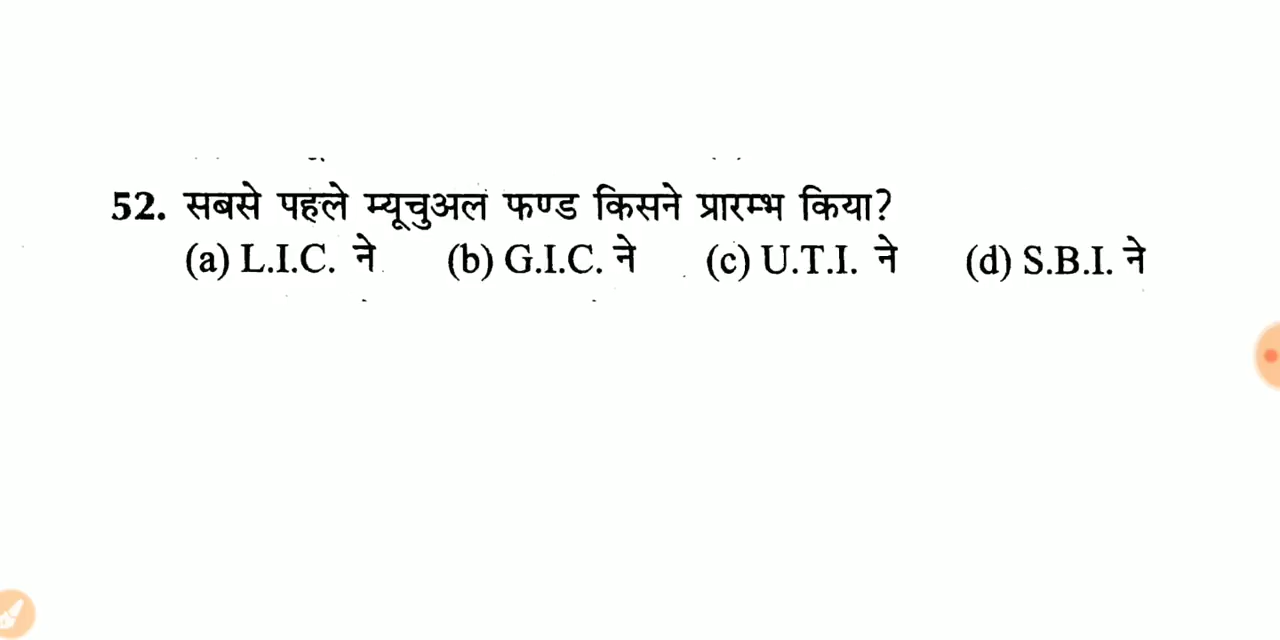 52. सबसे पहले म्यूचुअल फण्ड किसने प्रारम्भ किया?
(a) L.I.C. ने (b) G.I.C. ने (c) U.T.I. ने (d) S.B.I. ने